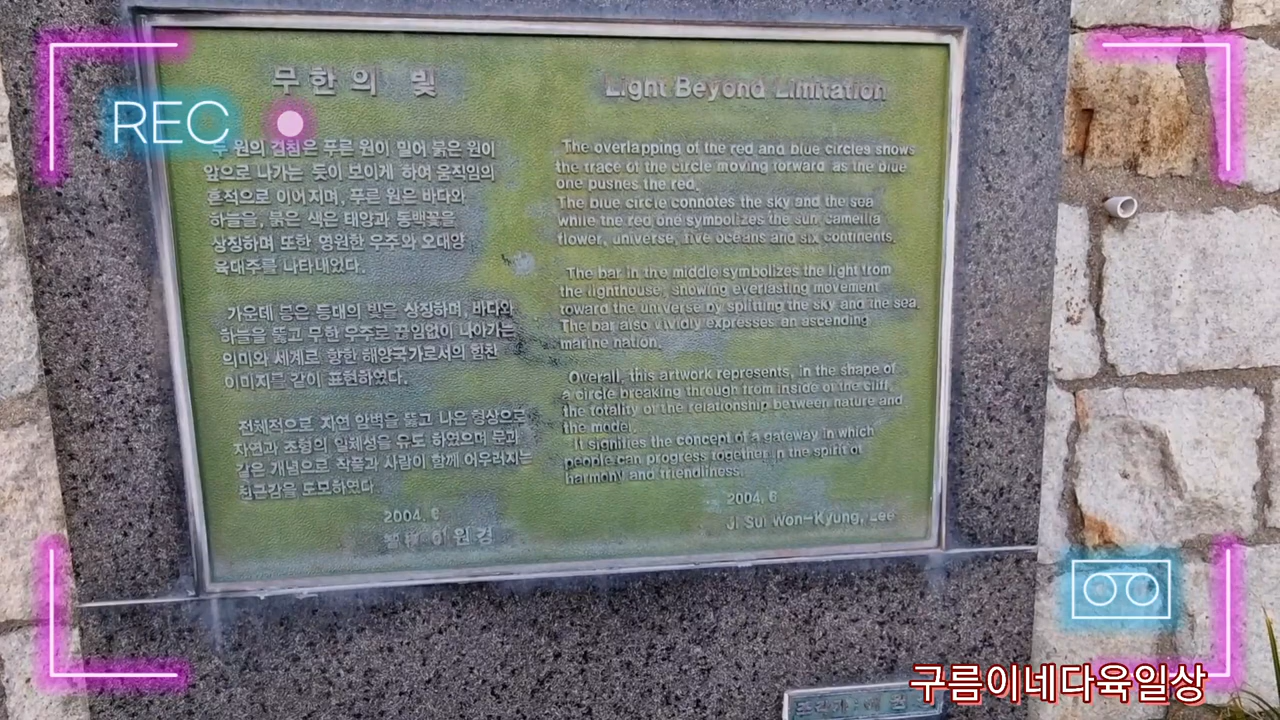 REC
무한의 빛
두 원의 겹침은 푸른 원이 밀어 붉은 원이
앞으로 나가는 듯이 보이게 하여 움직임의
흔적으로 이어지며, 푸른 원은 바다와
하늘을, 붉은 색은 태양과 동백꽃을
상징하며 또한 영원한 우주와 오대양
육대주를 나타내었다.
가운데 봉은 등대의 빛을 상징하며, 바다와
하늘을 뚫고 무한 우주로 끊임없이 나아가는
의미와 세계로 향한 해양국가로서의 힘찬
이미지를 같이 표현하였다.
전체적으로 자연 암벽을 뚫고 나온 형상으로
자연과 조형의 일체성을 유도 하였으며 문과
같은 개념으로 작품과 사람이 함께 어우러지는
친근감을 도모하였다
2004. 6
이원경
Light Beyond Limitation
The overlapping of the red and blue circles shows
the trace of the circle moving forward as the blue
one pushes the red.
The blue circle connotes the sky and the sea
while the red one symbolizes the sun, camellia
flower, universe, five oceans and six continents.
The bar in the middle symbolizes the light from
the lighthouse, showing everlasting movement
toward the universe by splitting the sky and the sea.
The bar also vividly expresses an ascending
marine nation.
Overall, this artwork represents, in the shape of
a circle breaking through from inside of the cliff,
the totality of the relationship between nature and
the model.
It signifies the concept of a gateway in which
people can progress together in the spirit of
harmony and friendliness.
2004. 6
Ji Sui Won-Kyung, Lee
구름이네다육일상